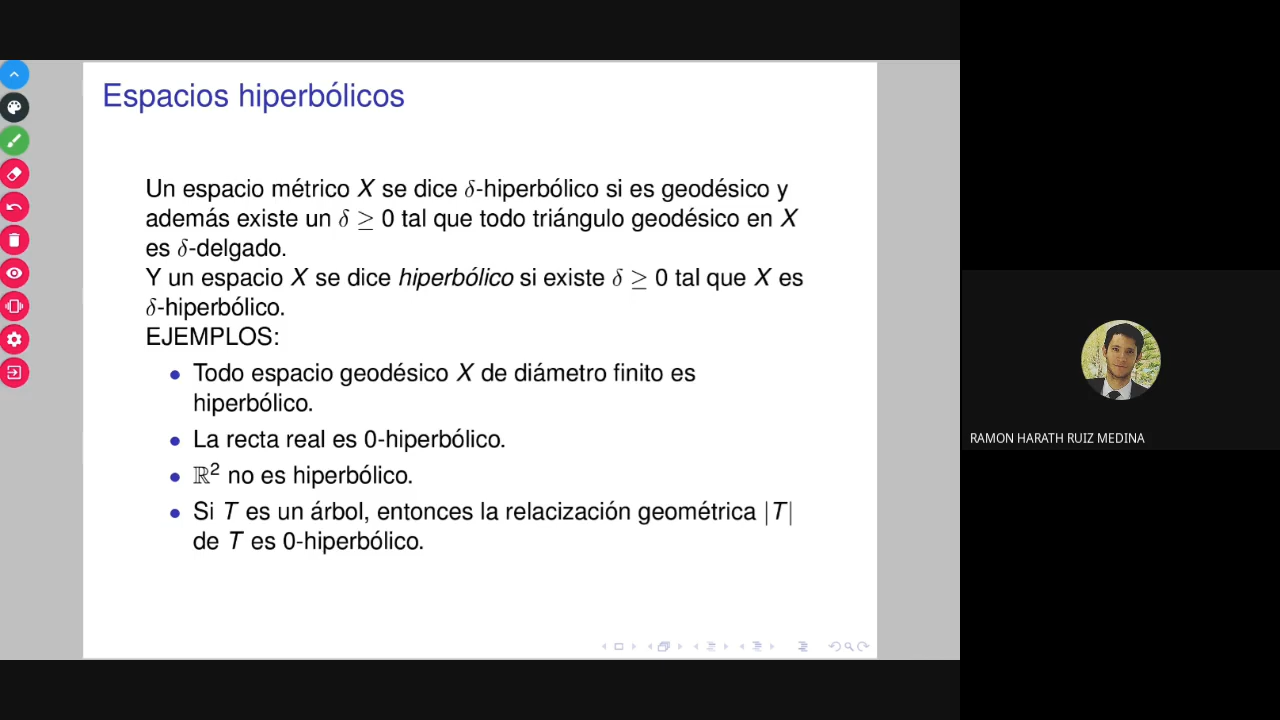 Espacios hiperbólicos
Un espacio métrico X se dice δ-hiperbólico si es geodésico y
además existe un δ ≥ 0 tal que todo triángulo geodésico en X
es δ-delgado.
Y un espacio X se dice hiperbólico si existe δ ≥ 0 tal que X es
δ-hiperbólico.
EJEMPLOS:
• Todo espacio geodésico X de diámetro finito es
hiperbólico.
• La recta real es 0-hiperbólico.
• ℝ² no es hiperbólico.
• Si T es un árbol, entonces la relacización geométrica |T|
de T es 0-hiperbólico.
RAMON HARATH RUIZ MEDINA